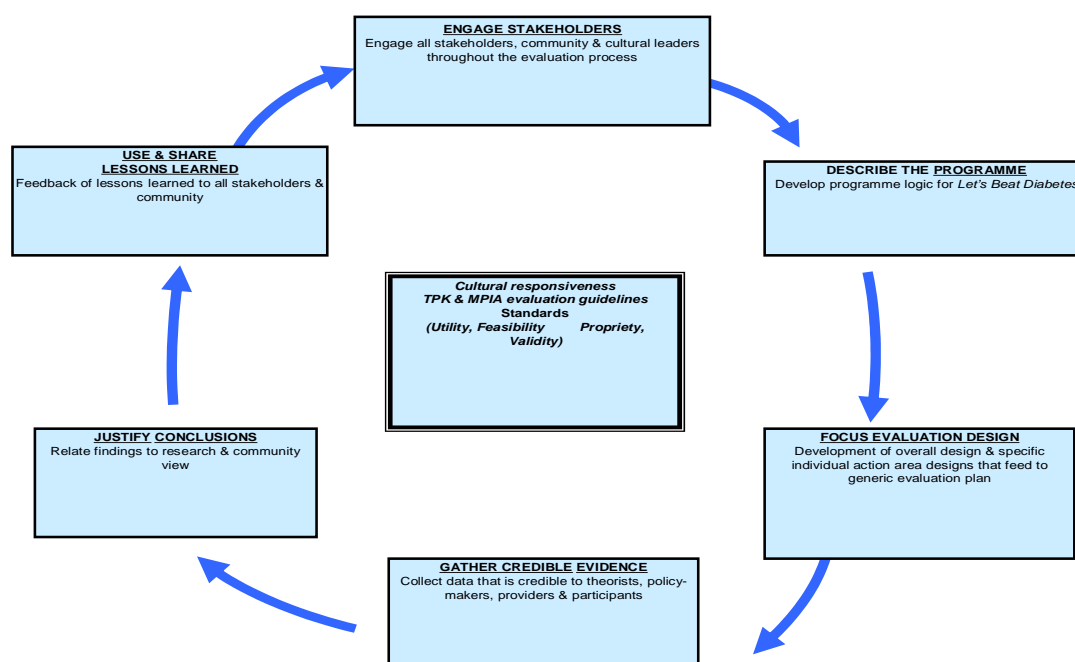 ENGAGE STAKEHOLDERS
Engage all stakeholders, community & cultural leaders
throughout the evaluation process
USE & SHARE
LESSONS LEARNED
Feedback of lessons learned to all stakeholders &
community
DESCRIBE THE PROGRAMME
Develop programme logic for Let's Beat Diabetes
Cultural responsiveness
TPK & MPIA evaluation guidelines
Standards
(Utility, Feasibility Propriety,
Validity)
JUSTIFY CONCLUSIONS
Relate findings to research & community
view
FOCUS EVALUATION DESIGN
Development of overall design & specific
individual action area designs that feed to
generic evaluation plan
GATHER CREDIBLE EVIDENCE
Collect data that is credible to theorists, policy-
makers, providers & participants